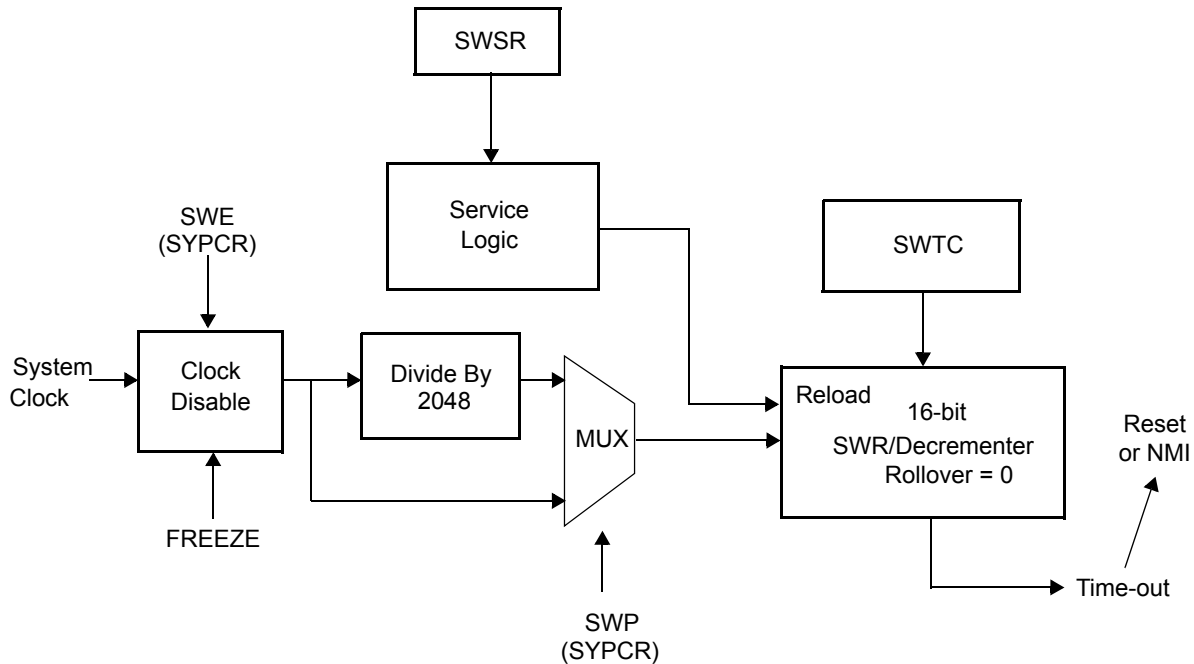 SWSR
Service
Logic
SWE
(SYPCR)
SWTC
System
Clock
Clock
Disable
Divide By
2048
MUX
Reload
16-bit
SWR/Decrementer
Rollover = 0
Reset
or NMI
FREEZE
Time-out
SWP
(SYPCR)